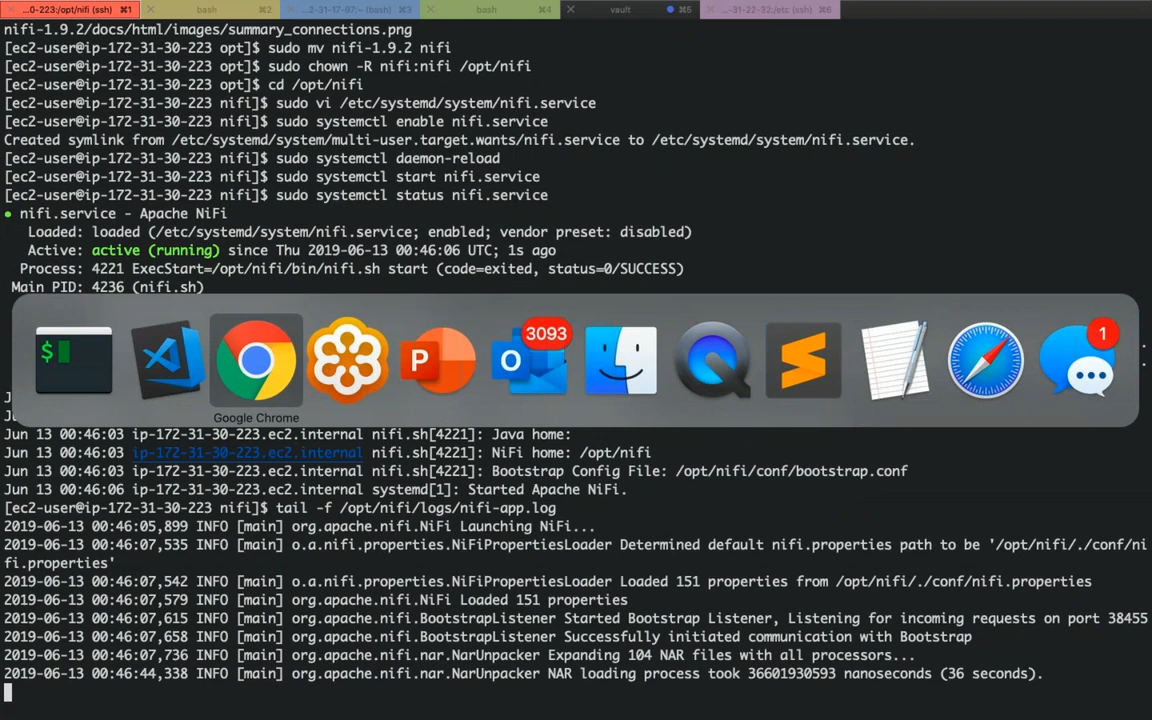 ...0-223:/opt/nifi (ssh) ⌘1
bash ⌘2
...2-31-17-97:~ (bash) ⌘3
bash ⌘4
vault ⌘5
...-31-22-32:/etc (ssh) ⌘6
nifi-1.9.2/docs/html/images/summary_connections.png
[ec2-user@ip-172-31-30-223 opt]$ sudo mv nifi-1.9.2 nifi
[ec2-user@ip-172-31-30-223 opt]$ sudo chown -R nifi:nifi /opt/nifi
[ec2-user@ip-172-31-30-223 opt]$ cd /opt/nifi
[ec2-user@ip-172-31-30-223 nifi]$ sudo vi /etc/systemd/system/nifi.service
[ec2-user@ip-172-31-30-223 nifi]$ sudo systemctl enable nifi.service
Created symlink from /etc/systemd/system/multi-user.target.wants/nifi.service to /etc/systemd/system/nifi.service.
[ec2-user@ip-172-31-30-223 nifi]$ sudo systemctl daemon-reload
[ec2-user@ip-172-31-30-223 nifi]$ sudo systemctl start nifi.service
[ec2-user@ip-172-31-30-223 nifi]$ sudo systemctl status nifi.service
● nifi.service - Apache NiFi
Loaded: loaded (/etc/systemd/system/nifi.service; enabled; vendor preset: disabled)
Active: active (running) since Thu 2019-06-13 00:46:06 UTC; 1s ago
Process: 4221 ExecStart=/opt/nifi/bin/nifi.sh start (code=exited, status=0/SUCCESS)
Main PID: 4236 (nifi.sh)
$
P
3093
O
1
Google Chrome
Jun 13 00:46:03 ip-172-31-30-223.ec2.internal nifi.sh[4221]: Java home:
Jun 13 00:46:03 ip-172-31-30-223.ec2.internal nifi.sh[4221]: NiFi home: /opt/nifi
Jun 13 00:46:03 ip-172-31-30-223.ec2.internal nifi.sh[4221]: Bootstrap Config File: /opt/nifi/conf/bootstrap.conf
Jun 13 00:46:06 ip-172-31-30-223.ec2.internal systemd[1]: Started Apache NiFi.
[ec2-user@ip-172-31-30-223 nifi]$ tail -f /opt/nifi/logs/nifi-app.log
2019-06-13 00:46:05,899 INFO [main] org.apache.nifi.NiFi Launching NiFi...
2019-06-13 00:46:07,535 INFO [main] o.a.nifi.properties.NiFiPropertiesLoader Determined default nifi.properties path to be '/opt/nifi/./conf/ni
fi.properties'
2019-06-13 00:46:07,542 INFO [main] o.a.nifi.properties.NiFiPropertiesLoader Loaded 151 properties from /opt/nifi/./conf/nifi.properties
2019-06-13 00:46:07,579 INFO [main] org.apache.nifi.NiFi Loaded 151 properties
2019-06-13 00:46:07,615 INFO [main] org.apache.nifi.BootstrapListener Started Bootstrap Listener, Listening for incoming requests on port 38455
2019-06-13 00:46:07,658 INFO [main] org.apache.nifi.BootstrapListener Successfully initiated communication with Bootstrap
2019-06-13 00:46:07,736 INFO [main] org.apache.nifi.nar.NarUnpacker Expanding 104 NAR files with all processors...
2019-06-13 00:46:44,338 INFO [main] org.apache.nifi.nar.NarUnpacker NAR loading process took 36601930593 nanoseconds (36 seconds).